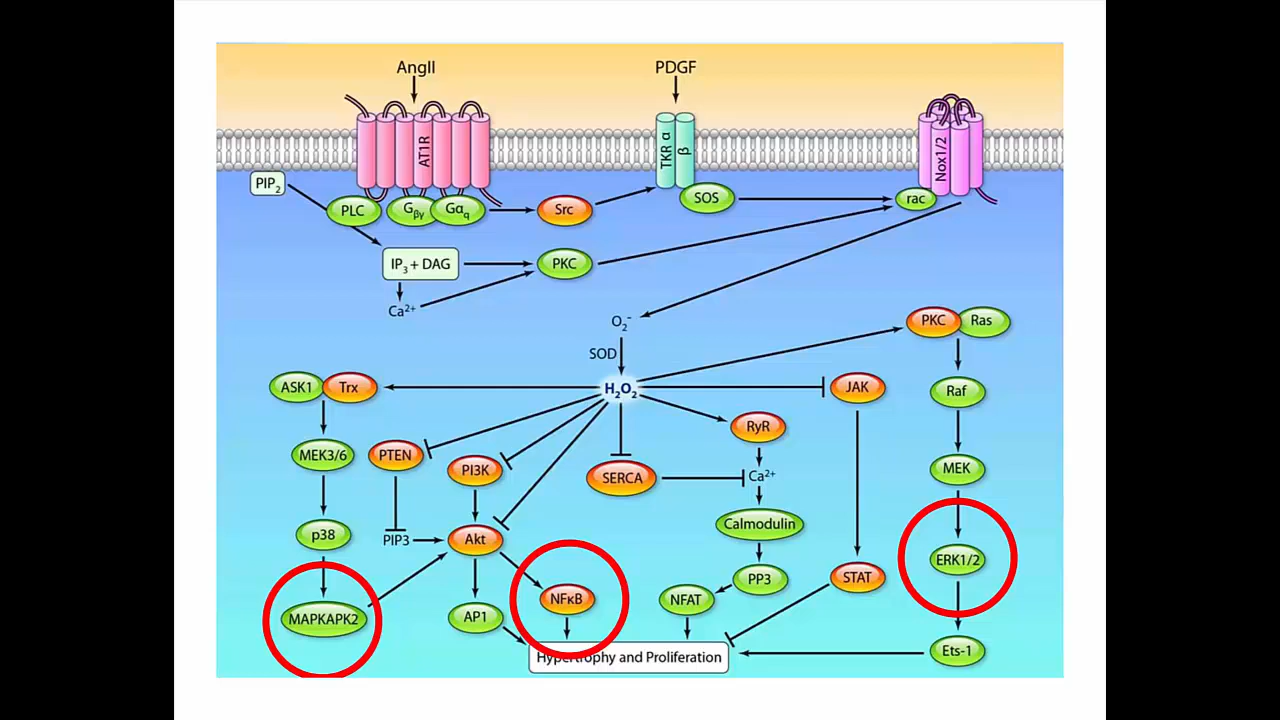 AngII
PDGF
AT1R
TKR α
β
Nox1/2
PIP₂
PLC
Gβγ
Gαq
Src
SOS
rac
IP₃ + DAG
PKC
Ca²⁺
O₂⁻
SOD
PKC
Ras
ASK1
Trx
H₂O₂
JAK
Raf
RyR
MEK3/6
PTEN
PI3K
SERCA
Ca²⁺
MEK
Calmodulin
p38
PIP3
Akt
ERK1/2
PP3
STAT
MAPKAPK2
AP1
NFκB
NFAT
Hypertrophy and Proliferation
Ets-1